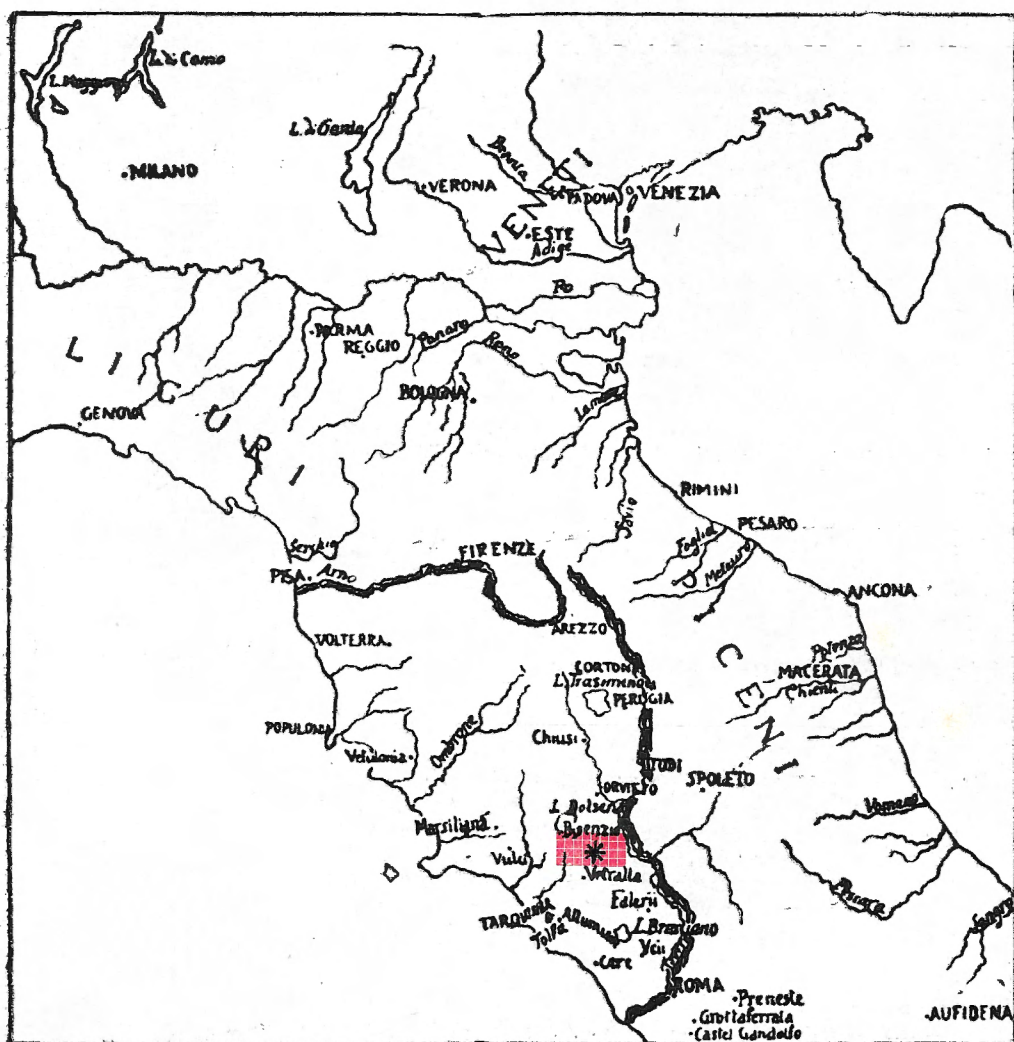 L. di Como
L. Maggiore
MILANO
L. di Garda
Brenta
VENETI
VERONA
PADOVA
VENEZIA
ESTE
Adige
Po
PARMA
REGGIO
Panaro
Reno
BOLOGNA
Lamone
LIGURI
GENOVA
RIMINI
Savio
PESARO
Foglia
Metauro
Serchio
FIRENZE
PISA
Arno
ANCONA
AREZZO
VOLTERRA
Potenza
CORTONA
MACERATA
L. Trasimeno
Chienti
PERUGIA
PICENI
POPULONIA
Ombrone
Chiusi
Vetulonia
TODI
SPOLETO
ORVIETO
L. Bolsena
Vomano
Marsiliana
Bisenzio
Vulci
Vetralla
Pescara
Falerii
Sangro
TARQUINIA
Allumiere
Tolfa
L. Bracciano
Veii
Cere
ROMA
Preneste
Grottaferrata
Castel Gandolfo
AUFIDENA